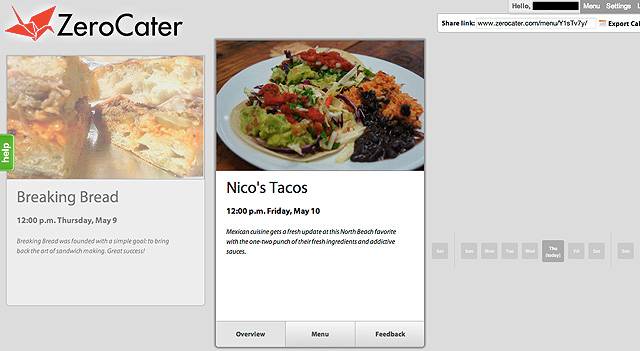 ZeroCater
Hello,
Menu
Settings
Share link: www.zerocater.com/menu/Y1sTv7y/
Export Cal
help
Breaking Bread
12:00 p.m. Thursday, May 9
Breaking Bread was founded with a simple goal: to bring
back the art of sandwich making. Great success!
Nico's Tacos
12:00 p.m. Friday, May 10
Mexican cuisine gets a fresh update at this North Beach favorite
with the one-two punch of their fresh ingredients and addictive
sauces.
Overview
Menu
Feedback
Sat
Sun
Mon
Tue
Wed
Thu
(today)
Fri
Sat
Sun